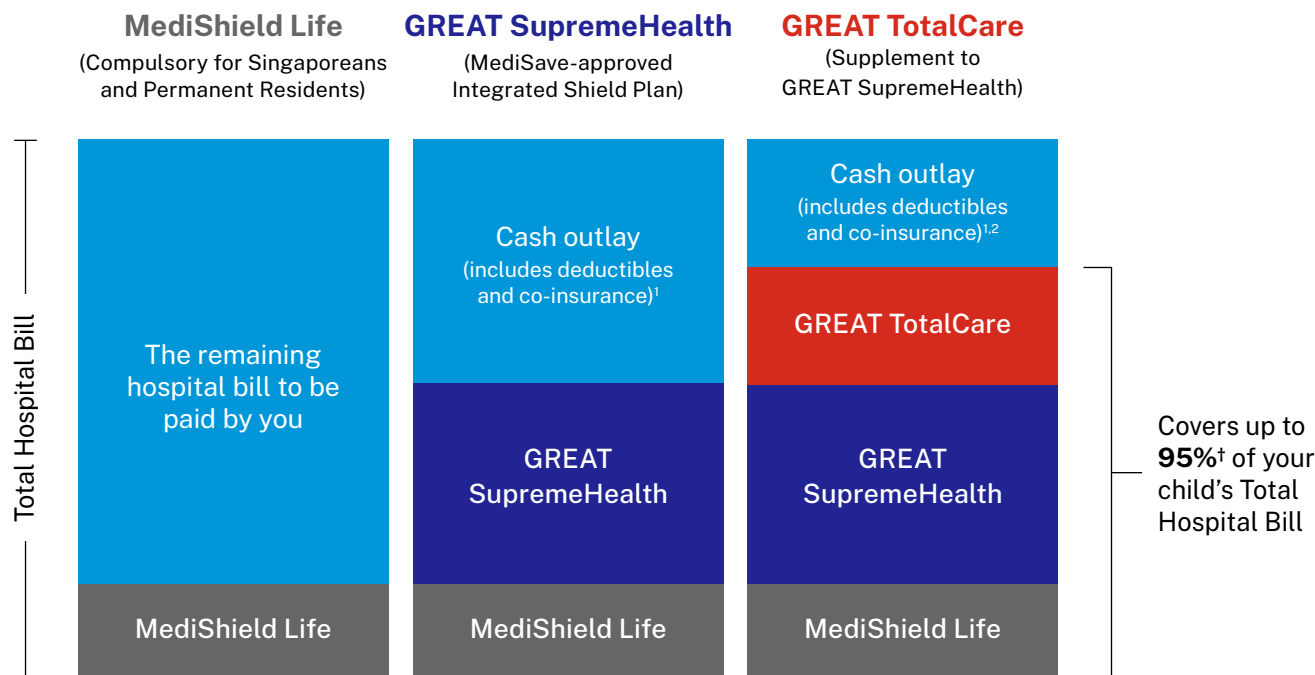 MediShield Life
(Compulsory for Singaporeans
and Permanent Residents)
GREAT SupremeHealth
(MediSave-approved
Integrated Shield Plan)
GREAT TotalCare
(Supplement to
GREAT SupremeHealth)
Total Hospital Bill
The remaining
hospital bill to be
paid by you
MediShield Life
Cash outlay
(includes deductibles
and co-insurance)¹
GREAT
SupremeHealth
MediShield Life
Cash outlay
(includes deductibles
and co-insurance)¹,²
GREAT TotalCare
GREAT
SupremeHealth
MediShield Life
Covers up to
95%† of your
child’s Total
Hospital Bill